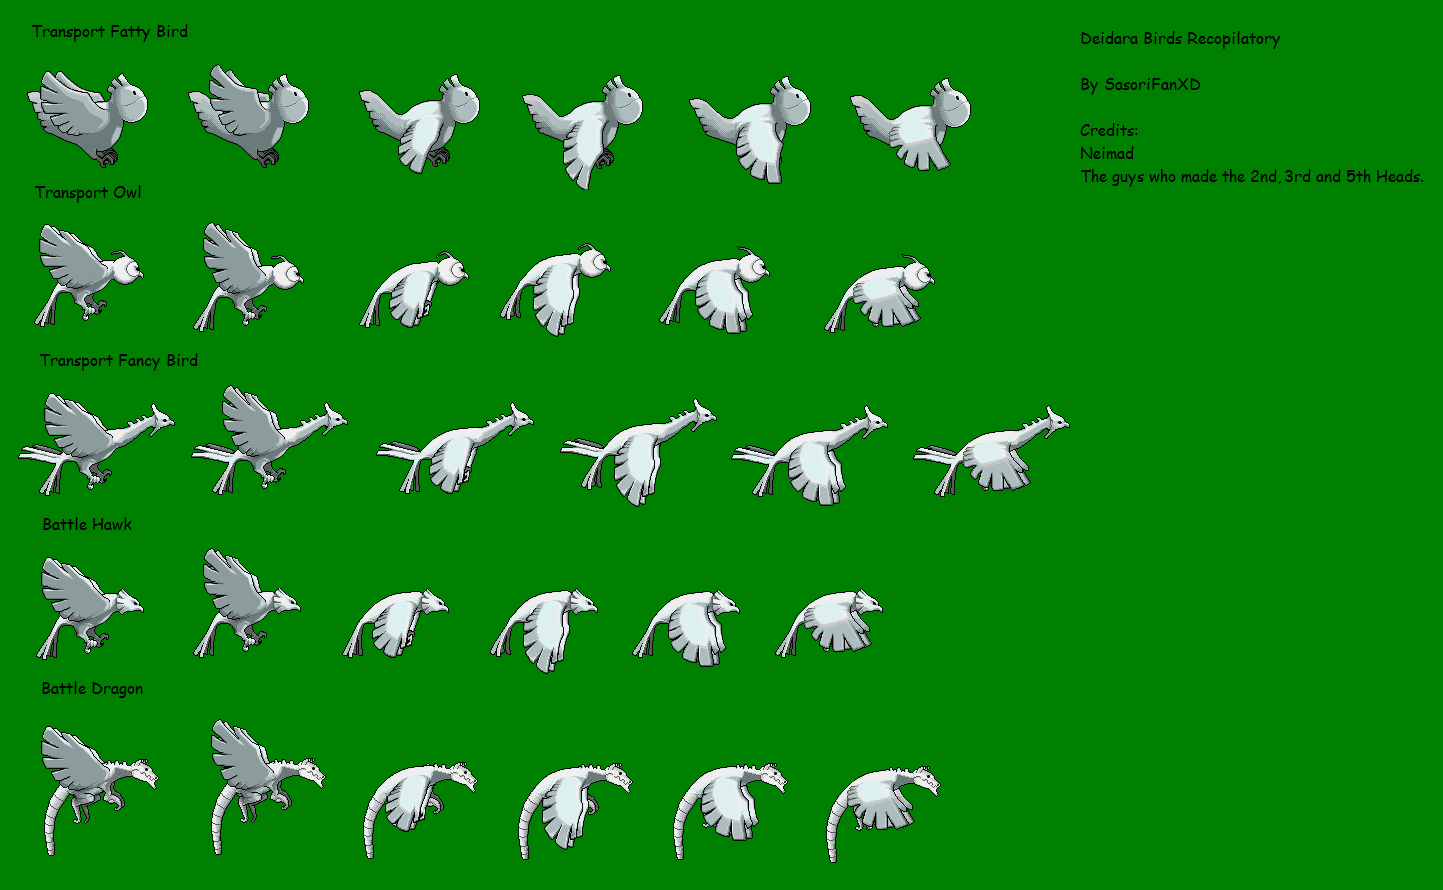 Transport Fatty Bird
Deidara Birds Recopilatory
By SasoriFanXD
Credits:
Neimad
The guys who made the 2nd, 3rd and 5th Heads.
Transport Owl
Transport Fancy Bird
Battle Hawk
Battle Dragon